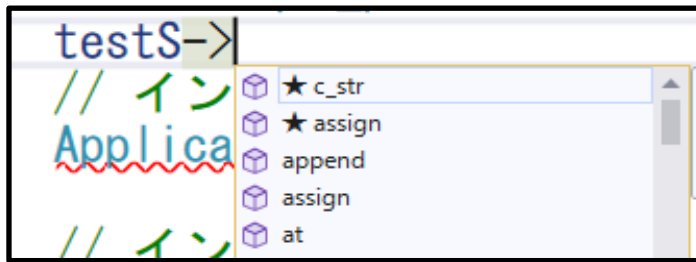 testS->
// イン
★ c_str
★ assign
Applica
append
assign
// イン
at